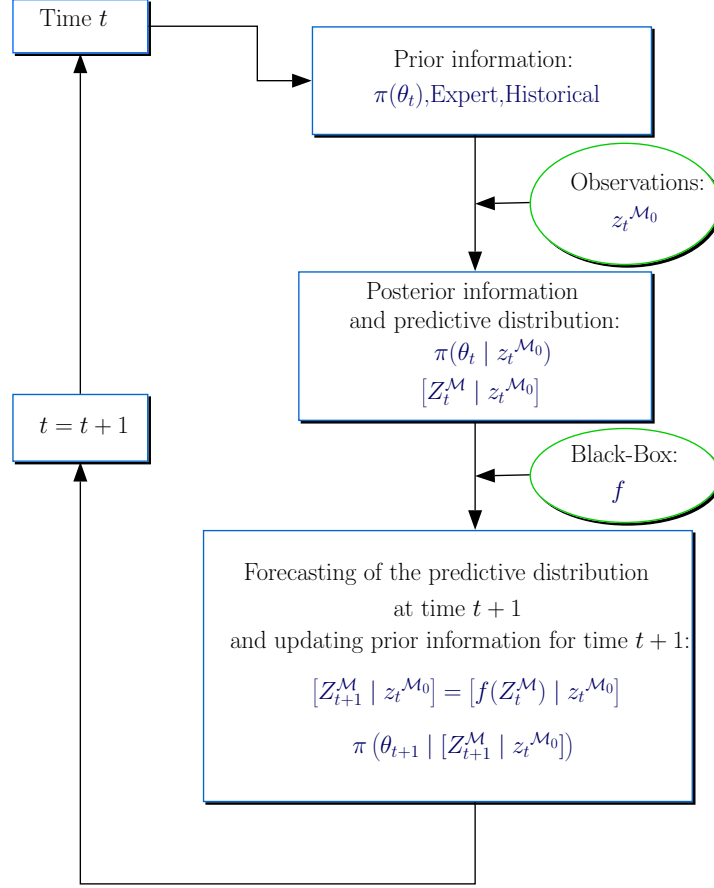 Time t
Prior information:
π(θ_t),Expert,Historical
Observations:
z_t^{ℳ_0}
Posterior information
and predictive distribution:
π(θ_t | z_t^{ℳ_0})
[Z_t^ℳ | z_t^{ℳ_0}]
t = t + 1
Black-Box:
f
Forecasting of the predictive distribution
at time t + 1
and updating prior information for time t + 1:
[Z_{t+1}^ℳ | z_t^{ℳ_0}] = [f(Z_t^ℳ) | z_t^{ℳ_0}]
π (θ_{t+1} | [Z_{t+1}^ℳ | z_t^{ℳ_0}])